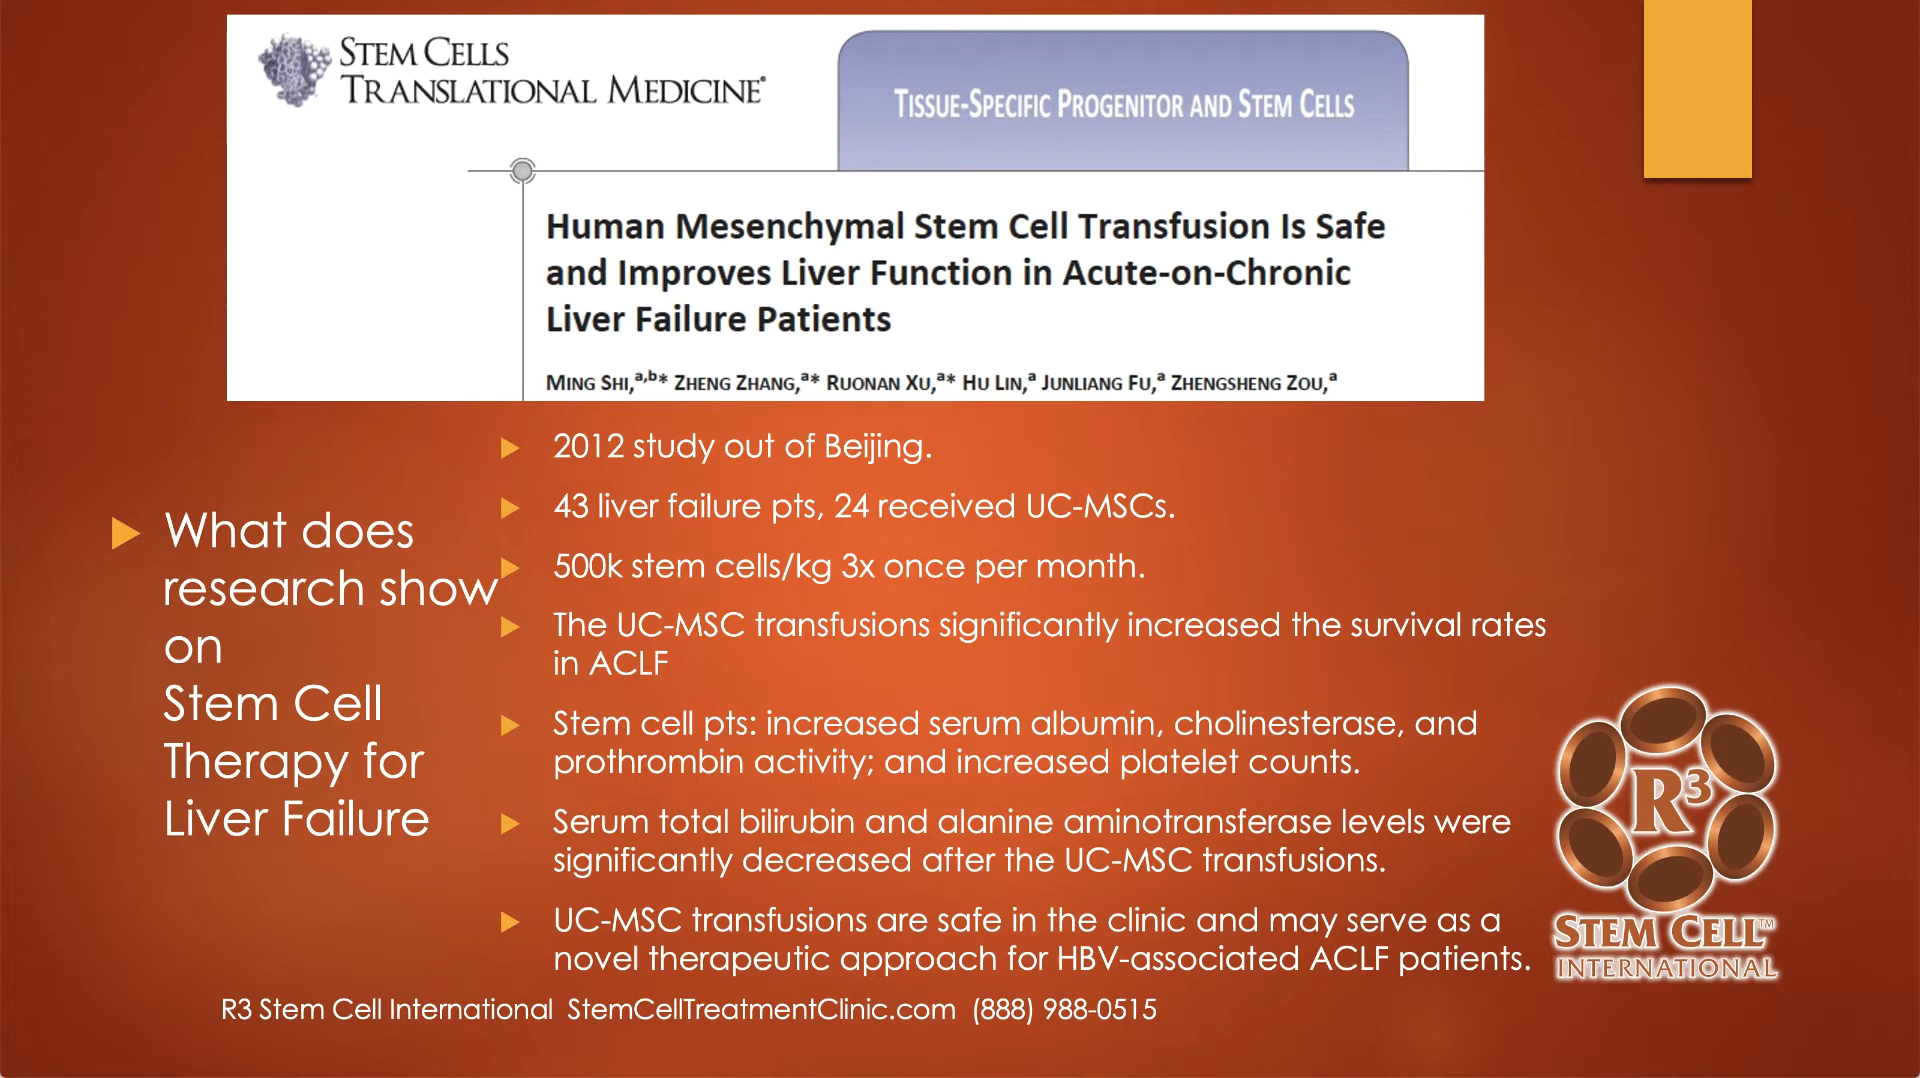 STEM CELLS
TRANSLATIONAL MEDICINE®
TISSUE-SPECIFIC PROGENITOR AND STEM CELLS
Human Mesenchymal Stem Cell Transfusion Is Safe
and Improves Liver Function in Acute-on-Chronic
Liver Failure Patients
MING SHI,a,b* ZHENG ZHANG,a* RUONAN XU,a* HU LIN,a JUNLIANG FU,a ZHENGSHENG ZOU,a
What does
research show
on
Stem Cell
Therapy for
Liver Failure
2012 study out of Beijing.
43 liver failure pts, 24 received UC-MSCs.
500k stem cells/kg 3x once per month.
The UC-MSC transfusions significantly increased the survival rates
in ACLF
Stem cell pts: increased serum albumin, cholinesterase, and
prothrombin activity; and increased platelet counts.
Serum total bilirubin and alanine aminotransferase levels were
significantly decreased after the UC-MSC transfusions.
UC-MSC transfusions are safe in the clinic and may serve as a
novel therapeutic approach for HBV-associated ACLF patients.
R3
STEM CELL™
INTERNATIONAL
R3 Stem Cell International StemCellTreatmentClinic.com (888) 988-0515